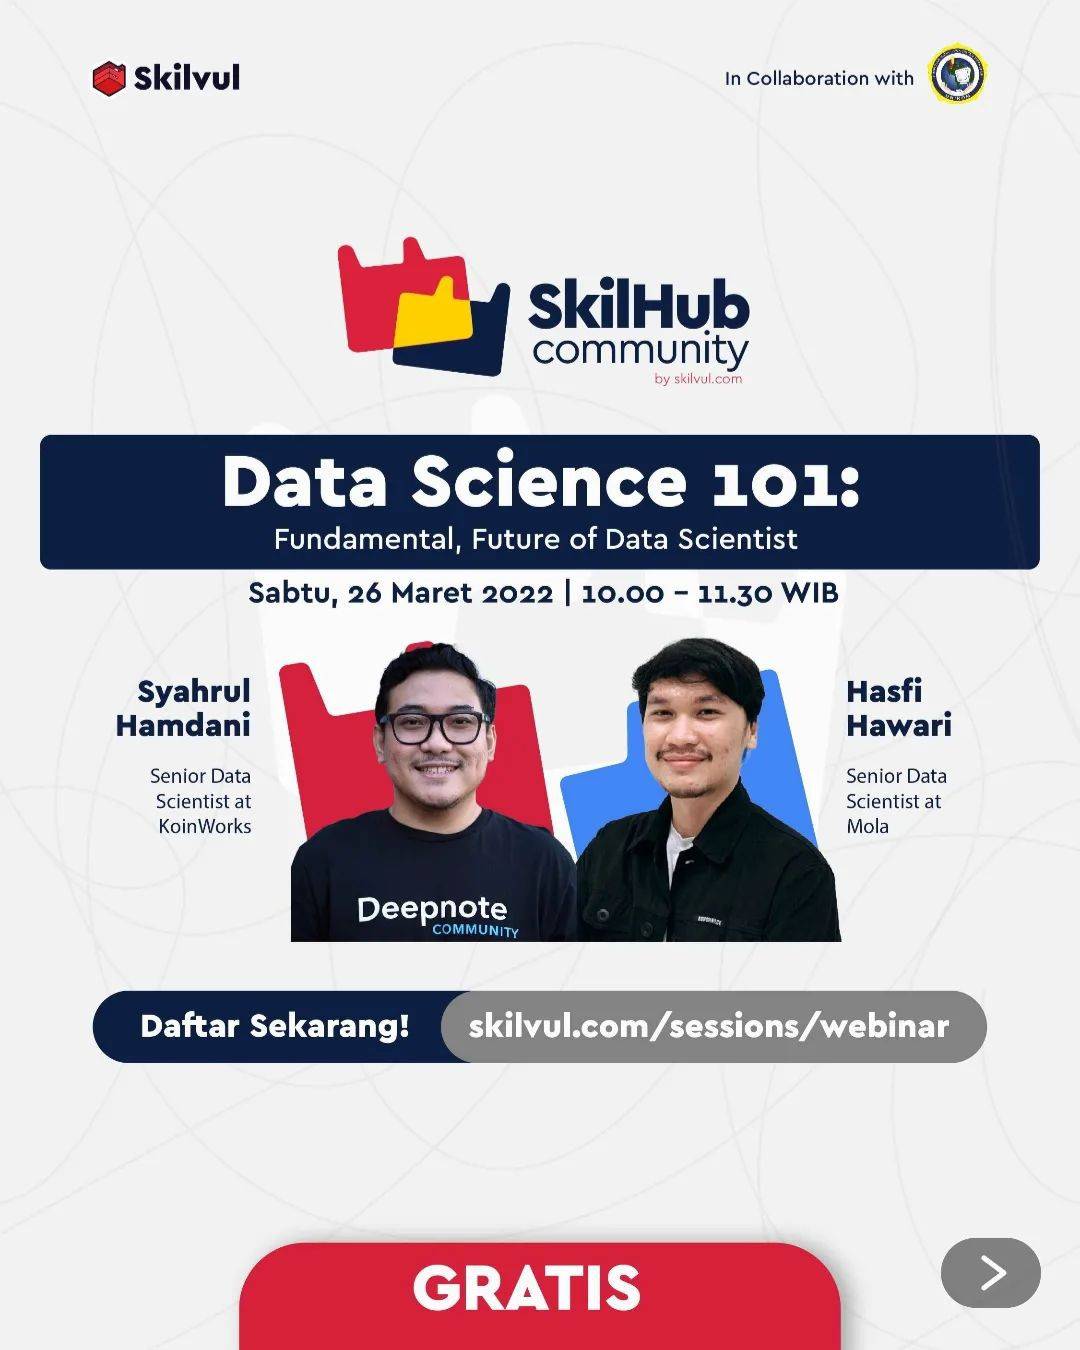 Skilvul
In Collaboration with
SkilHub
community
by skilvul.com
Data Science 101:
Fundamental, Future of Data Scientist
Sabtu, 26 Maret 2022 | 10.00 – 11.30 WIB
Syahrul
Hamdani
Senior Data
Scientist at
KoinWorks
Hasfi
Hawari
Senior Data
Scientist at
Mola
Deepnote
COMMUNITY
Daftar Sekarang!
skilvul.com/sessions/webinar
GRATIS